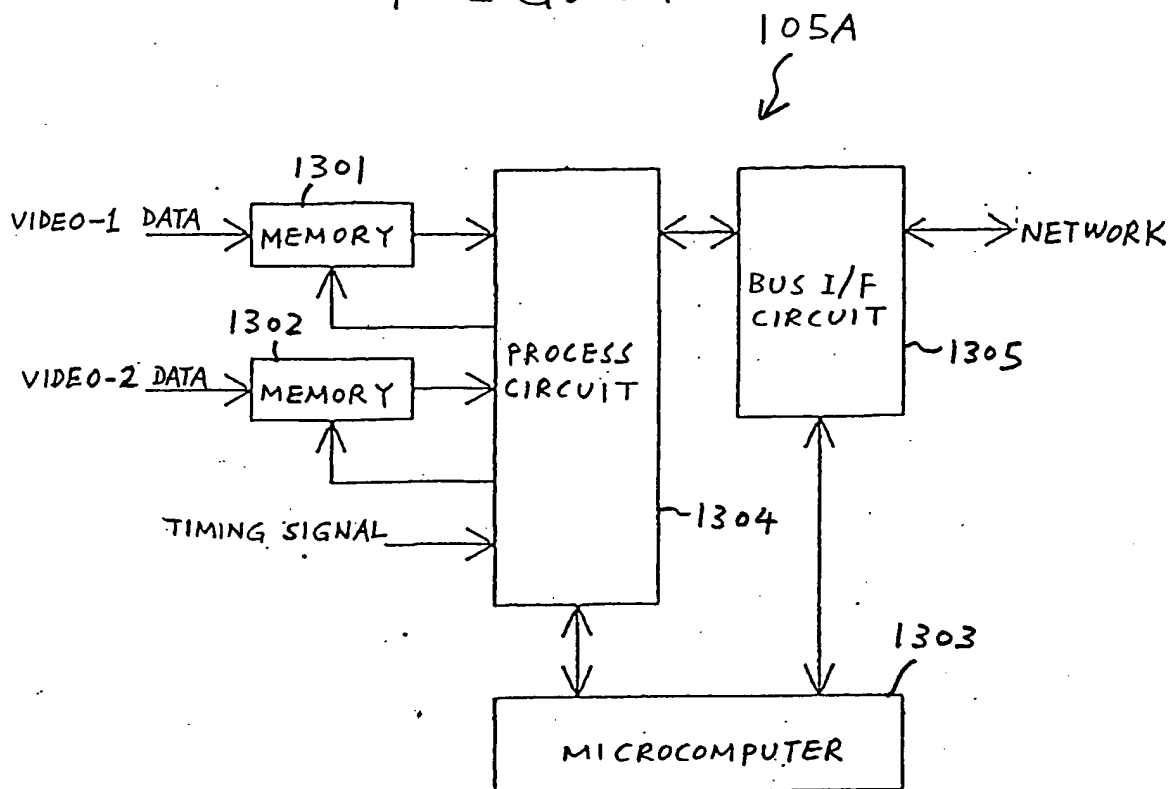 105A
1301
VIDEO-1 DATA
MEMORY
NETWORK
BUS I/F
CIRCUIT
1302
1305
PROCESS
CIRCUIT
VIDEO-2 DATA
MEMORY
TIMING SIGNAL
1304
1303
MICROCOMPUTER